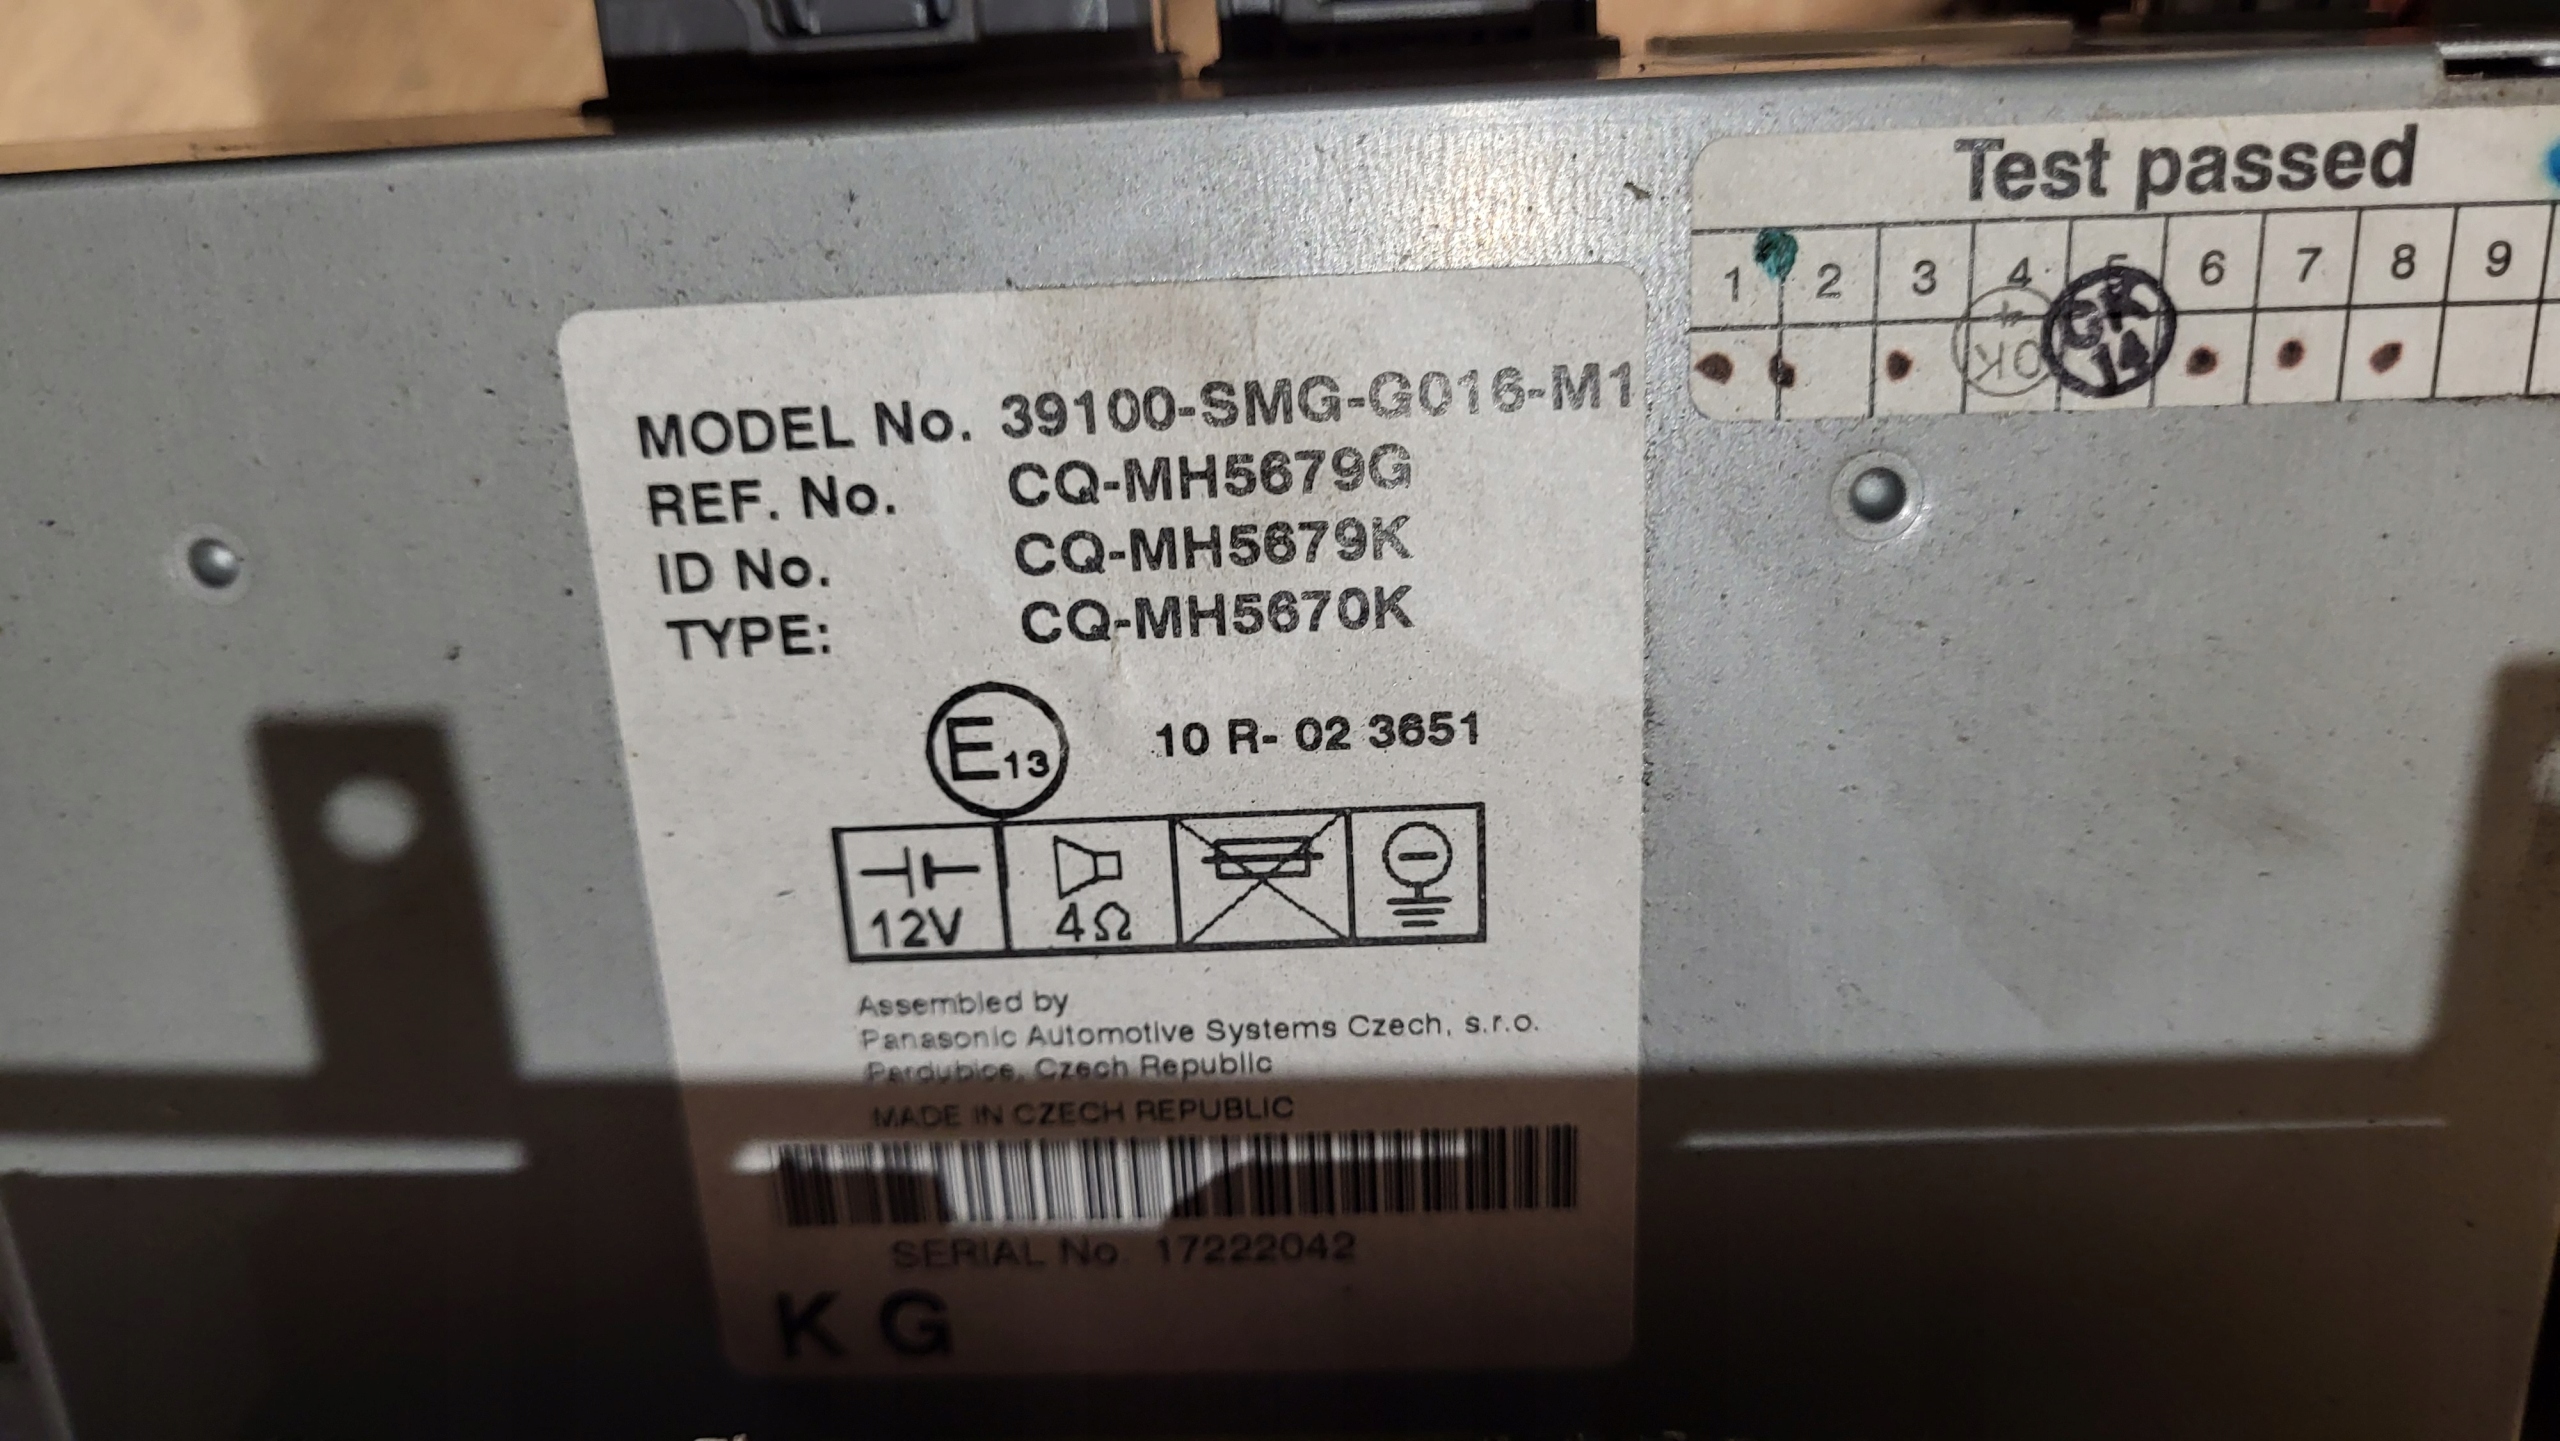 Test passed
1 2 3 4 5 6 7 8 9
OK
MODEL No. 39100-SMG-G016-M1
REF. No. CQ-MH5679G
ID No. CQ-MH5679K
TYPE: CQ-MH5670K
E13 10 R- 02 3651
12V 4Ω
Assembled by
Panasonic Automotive Systems Czech, s.r.o.
Pardubice, Czech Republic
MADE IN CZECH REPUBLIC
SERIAL No. 17222042
K G